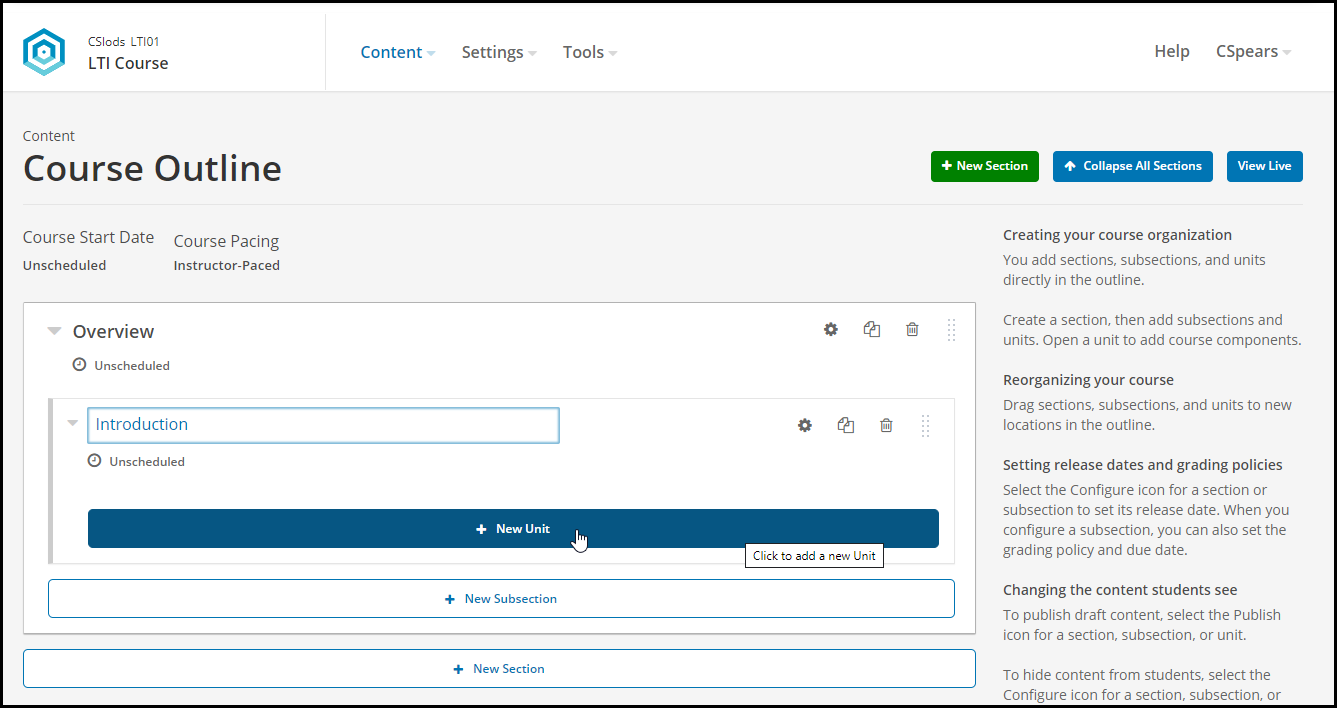 CSlods LTI01
LTI Course
Content
Settings
Tools
Help
CSpears
Content
Course Outline
+ New Section
Collapse All Sections
View Live
Course Start Date
Unscheduled
Course Pacing
Instructor-Paced
Overview
Unscheduled
Introduction
Unscheduled
+ New Unit
Click to add a new Unit
+ New Subsection
+ New Section
Creating your course organization
You add sections, subsections, and units
directly in the outline.
Create a section, then add subsections and
units. Open a unit to add course components.
Reorganizing your course
Drag sections, subsections, and units to new
locations in the outline.
Setting release dates and grading policies
Select the Configure icon for a section or
subsection to set its release date. When you
configure a subsection, you can also set the
grading policy and due date.
Changing the content students see
To publish draft content, select the Publish
icon for a section, subsection, or unit.
To hide content from students, select the
Configure icon for a section, subsection, or